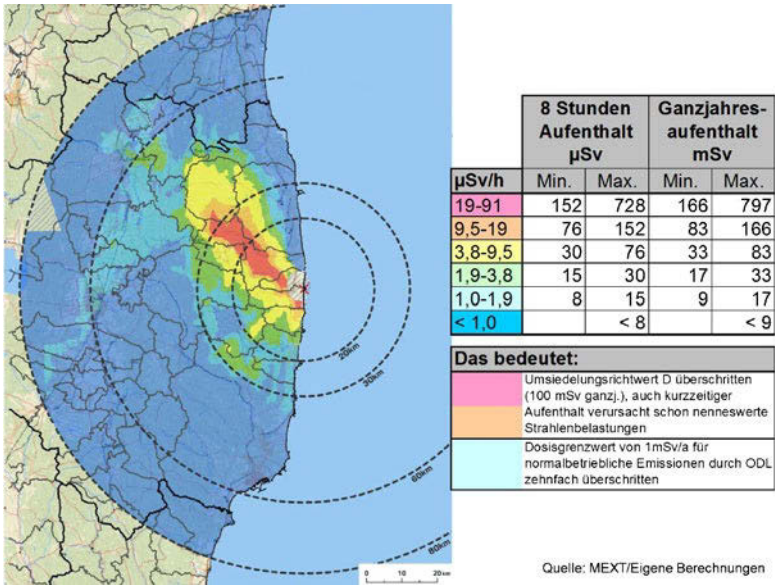 20km
30km
60km
80km
0 10 20 km
8 Stunden Aufenthalt µSv Ganzjahres-aufenthalt mSv
µSv/h Min. Max. Min. Max.
19-91 152 728 166 797
9,5-19 76 152 83 166
3,8-9,5 30 76 33 83
1,9-3,8 15 30 17 33
1,0-1,9 8 15 9 17
< 1,0 < 8 < 9
Das bedeutet:
Umsiedelungsrichtwert D überschritten
(100 mSv ganzj.), auch kurzzeitiger
Aufenthalt verursacht schon nenneswerte
Strahlenbelastungen
Dosisgrenzwert von 1mSv/a für
normalbetriebliche Emissionen durch ODL
zehnfach überschritten
Quelle: MEXT/Eigene Berechnungen